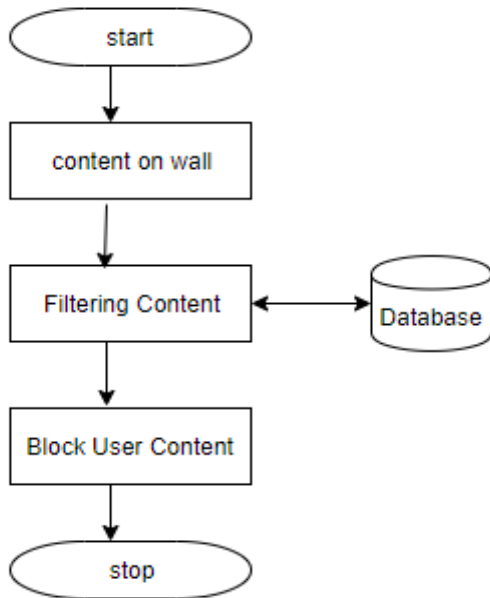 start
content on wall
Filtering Content
Database
Block User Content
stop